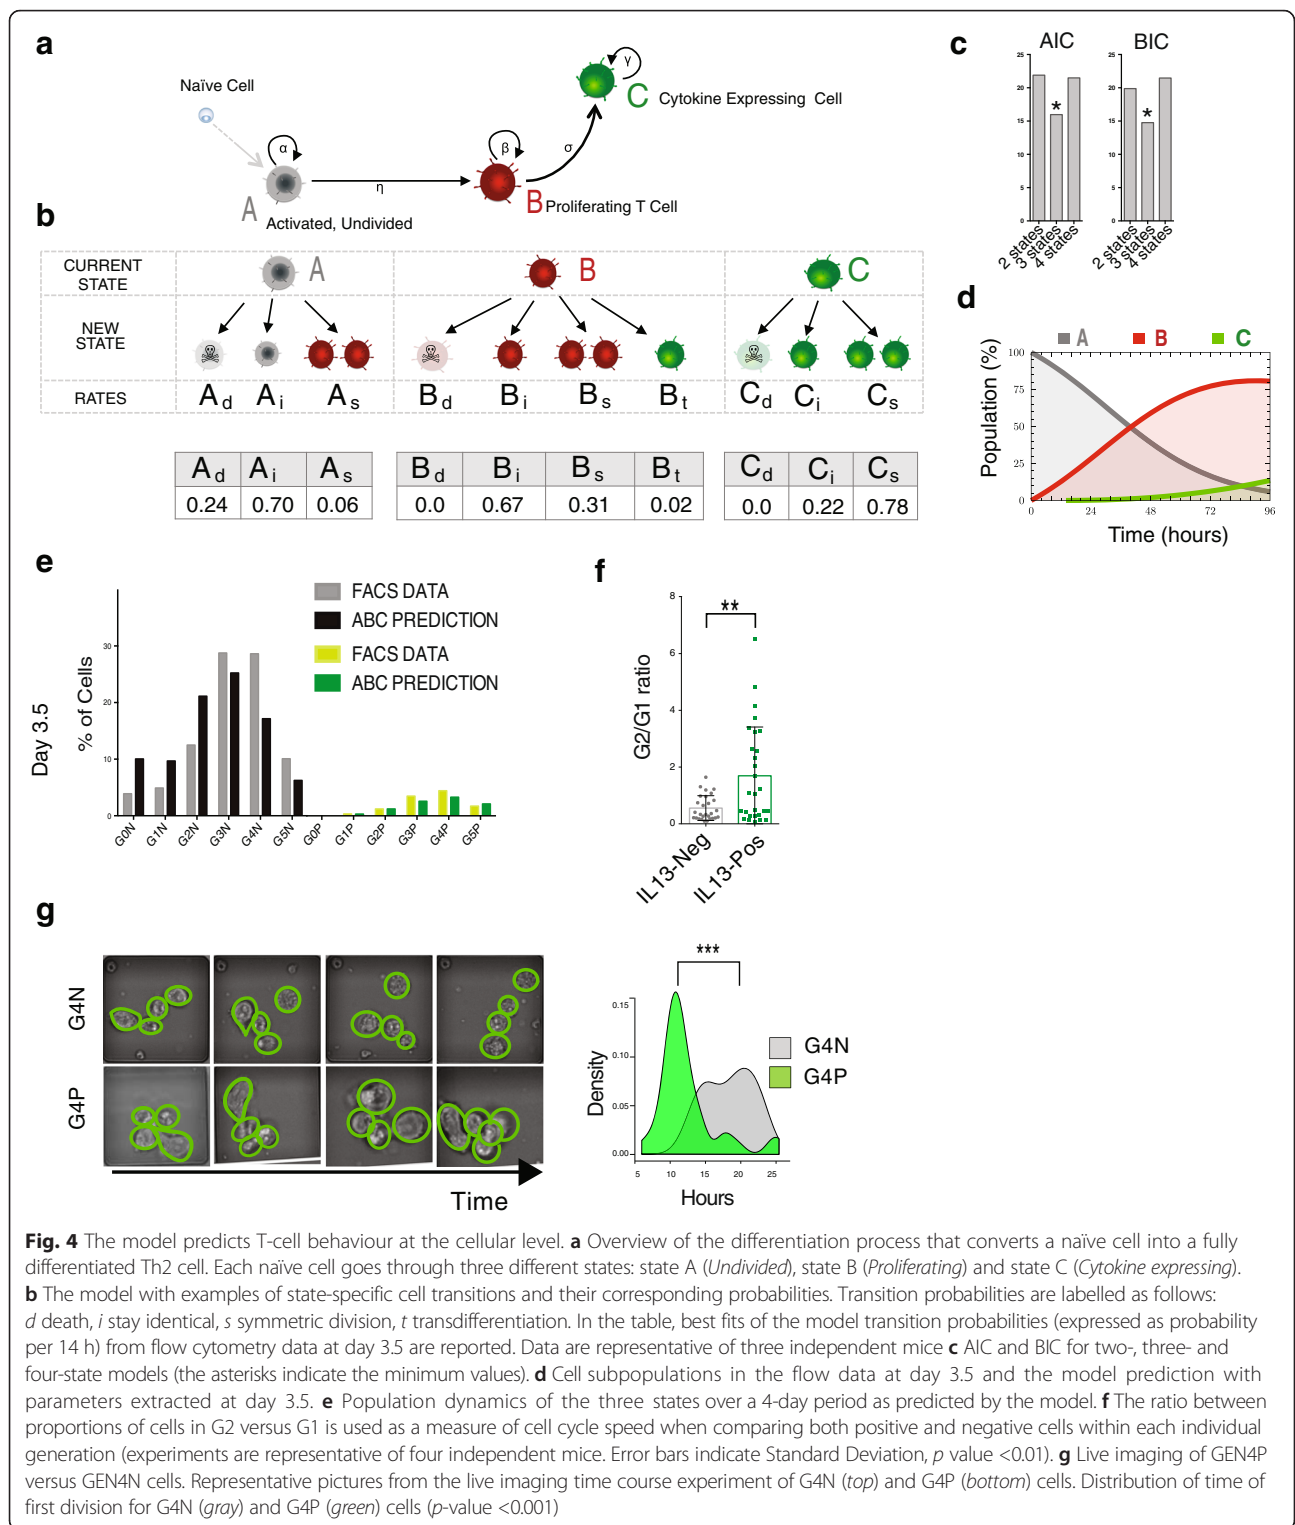 a
Naïve Cell
α
A
Activated, Undivided
η
β
B Proliferating T Cell
σ
γ
C Cytokine Expressing Cell
c
AIC
BIC
25
20
15
10
5
0
*
2 states
3 states
4 states
25
20
15
10
5
0
*
2 states
3 states
4 states
b
CURRENT
STATE
A
B
C
NEW
STATE
RATES
Ad Ai As
Bd Bi Bs Bt
Cd Ci Cs
Ad Ai As
0.24 0.70 0.06
Bd Bi Bs Bt
0.0 0.67 0.31 0.02
Cd Ci Cs
0.0 0.22 0.78
d
A B C
Population (%)
100
75
50
25
0
0 24 48 72 96
Time (hours)
e
Day 3.5
% of Cells
30
20
10
0
FACS DATA
ABC PREDICTION
FACS DATA
ABC PREDICTION
G0N G1N G2N G3N G4N G5N G0P G1P G2P G3P G4P G5P
f
G2/G1 ratio
8
6
4
2
0
**
IL13-Neg
IL13-Pos
g
G4N
G4P
Time
***
Density
0.15
0.10
0.05
0.00
5 10 15 20 25
Hours
G4N
G4P
Fig. 4 The model predicts T-cell behaviour at the cellular level. a Overview of the differentiation process that converts a naïve cell into a fully
differentiated Th2 cell. Each naïve cell goes through three different states: state A (Undivided), state B (Proliferating) and state C (Cytokine expressing).
b The model with examples of state-specific cell transitions and their corresponding probabilities. Transition probabilities are labelled as follows:
d death, i stay identical, s symmetric division, t transdifferentiation. In the table, best fits of the model transition probabilities (expressed as probability
per 14 h) from flow cytometry data at day 3.5 are reported. Data are representative of three independent mice c AIC and BIC for two-, three- and
four-state models (the asterisks indicate the minimum values). d Cell subpopulations in the flow data at day 3.5 and the model prediction with
parameters extracted at day 3.5. e Population dynamics of the three states over a 4-day period as predicted by the model. f The ratio between
proportions of cells in G2 versus G1 is used as a measure of cell cycle speed when comparing both positive and negative cells within each individual
generation (experiments are representative of four independent mice. Error bars indicate Standard Deviation, p value <0.01). g Live imaging of GEN4P
versus GEN4N cells. Representative pictures from the live imaging time course experiment of G4N (top) and G4P (bottom) cells. Distribution of time of
first division for G4N (gray) and G4P (green) cells (p-value <0.001)